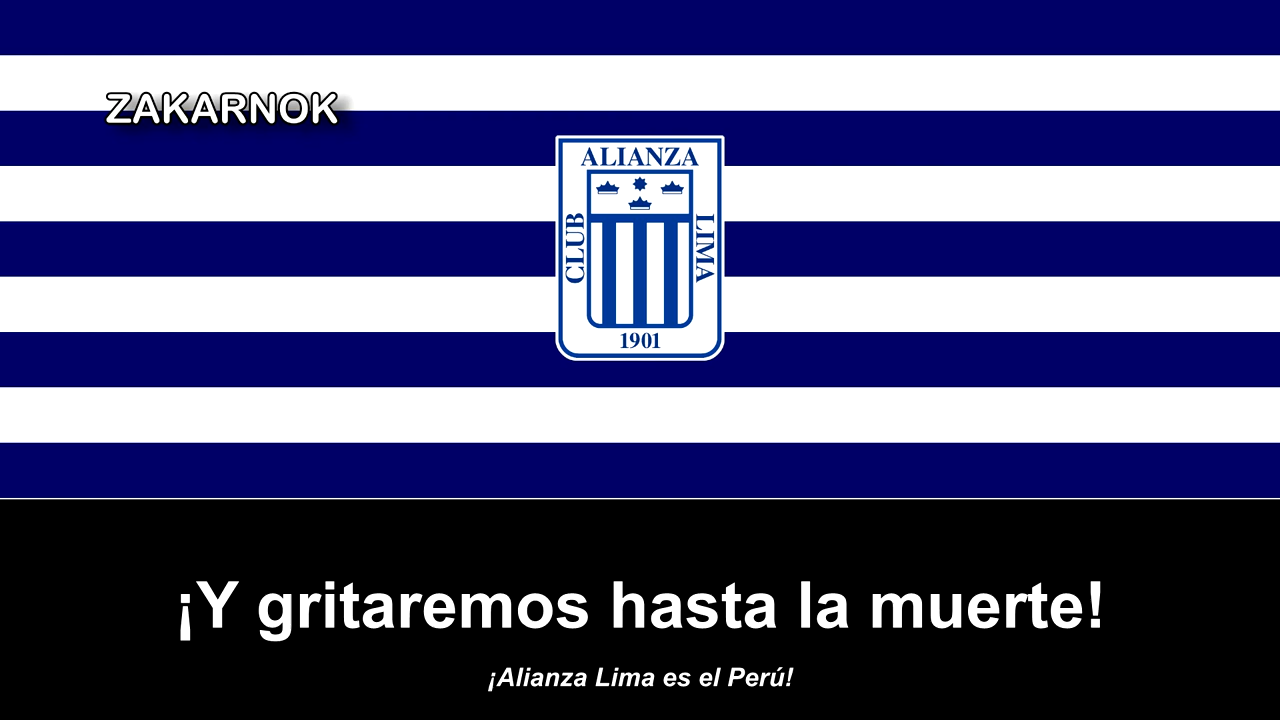 ZAKARNOK
ALIANZA
CLUB
LIMA
1901
¡Y gritaremos hasta la muerte!
¡Alianza Lima es el Perú!